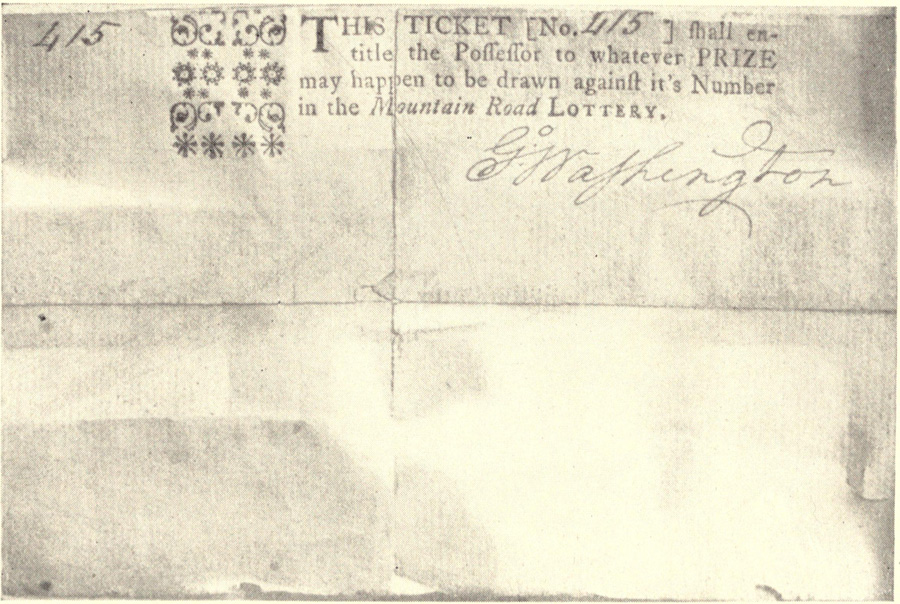 415
THIS TICKET [No. 415 ] ſhall en-
title the Poſſeſſor to whatever PRIZE
may happen to be drawn againſt it's Number
in the Mountain Road LOTTERY.
Go Waſhington